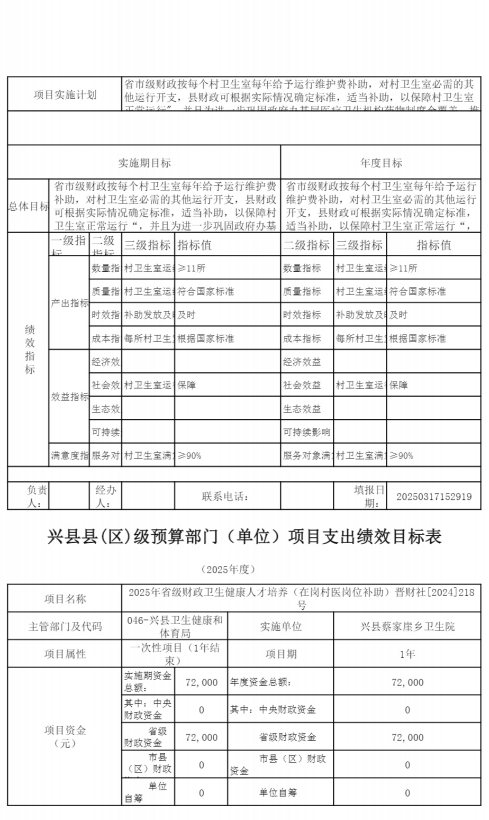 项目实施计划
省市级财政按每个村卫生室每年给予运行维护费
补助，对村卫生室必需的其他运行开支，县财政可根据实际情况确定标准，适当补助，以保障村卫生室
实施期目标 年度目标
总体目标
省市级财政按每个村卫生室每年给予运行维护费
补助，对村卫生室必需的其他运行开支，县财政
可根据实际情况确定标准，适当补助，以保障村
卫生室正常运行“，并且为进一步巩固政府办基
省市级财政按每个村卫生室每年给予运行
维护费补助，对村卫生室必需的其他运行
开支，县财政可根据实际情况确定标准，
适当补助，以保障村卫生室正常运行“，
绩效指标
一级指标 二级指标 三级指标 指标值 二级指标 三级指标 指标值
产出指标
数量指 村卫生室运 ≥11所 数量指标 村卫生室运 ≥11所
质量指 村卫生室运 符合国家标准 质量指标 村卫生室运 符合国家标准
时效指 补助发放及 及时 时效指标 补助发放及 及时
成本指 每所村卫生 根据国家标准 成本指标 每所村卫生 根据国家标准
效益指标
经济效 经济效益
社会效 村卫生室运 保障 社会效益 村卫生室运 保障
生态效 生态效益
可持续 可持续影响
满意度指 服务对 村卫生室满 ≥90% 服务对象满 村卫生室满 ≥90%
负责人： 经办人： 联系电话： 填报日期： 20250317152919
兴县县(区)级预算部门（单位）项目支出绩效目标表
（2025年度）
项目名称 2025年省级财政卫生健康人才培养（在岗村医岗位补助）晋财社[2024]218
号
主管部门及代码 046-兴县卫生健康和
体育局 实施单位 兴县蔡家崖乡卫生院
项目属性 一次性项目（1年结
束） 项目期 1年
项目资金
（元）
实施期资金
总额： 72,000 年度资金总额： 72,000
其中：中央
财政资金 0 其中：中央财政资金 0
省级
财政资金 72,000 省级财政资金 72,000
市县
（区）财政 0 市县（区）财政
资金 0
单位
自筹 0 单位自筹 0